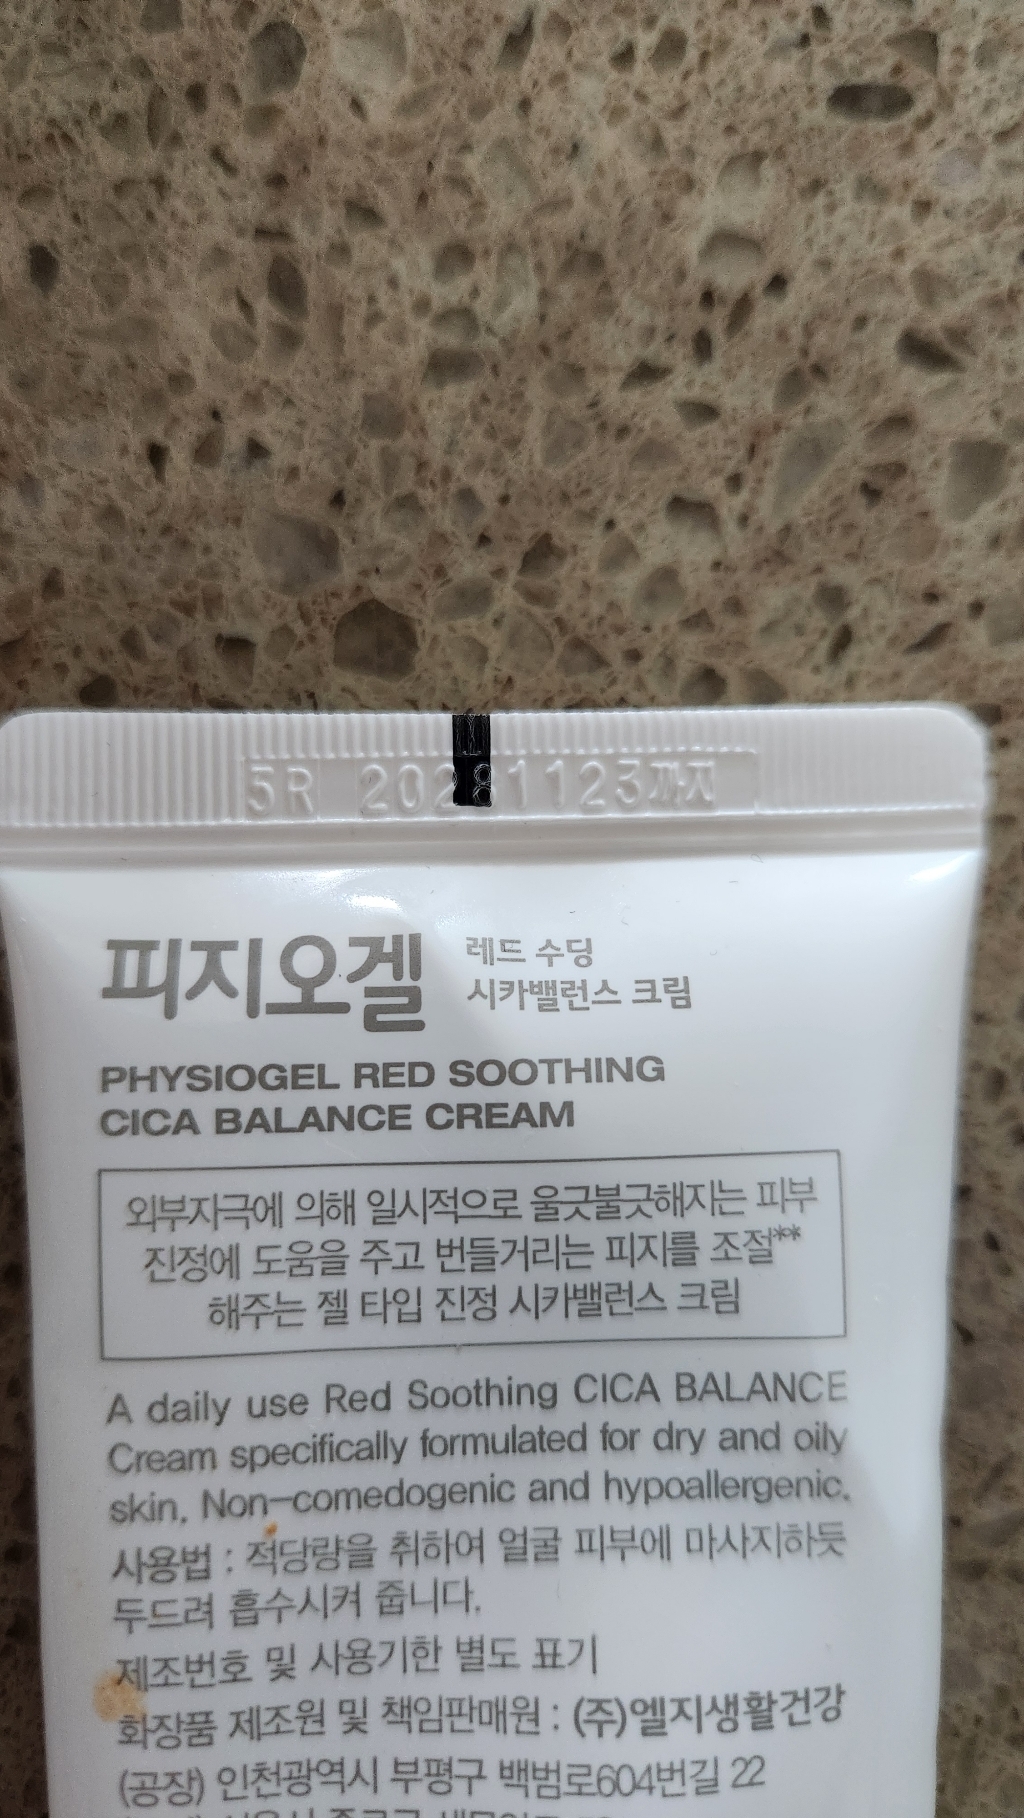 5R 20281123까지
피지오겔
레드 수딩
시카밸런스 크림
PHYSIOGEL RED SOOTHING
CICA BALANCE CREAM
외부자극에 의해 일시적으로 울긋불긋해지는 피부
진정에 도움을 주고 번들거리는 피지를 조절**
해주는 젤 타입 진정 시카밸런스 크림
A daily use Red Soothing CICA BALANCE
Cream specifically formulated for dry and oily
skin. Non-comedogenic and hypoallergenic.
사용법 : 적당량을 취하여 얼굴 피부에 마사지하듯
두드려 흡수시켜 줍니다.
제조번호 및 사용기한 별도 표기
화장품 제조원 및 책임판매원 : (주)엘지생활건강
(공장) 인천광역시 부평구 백범로604번길 22